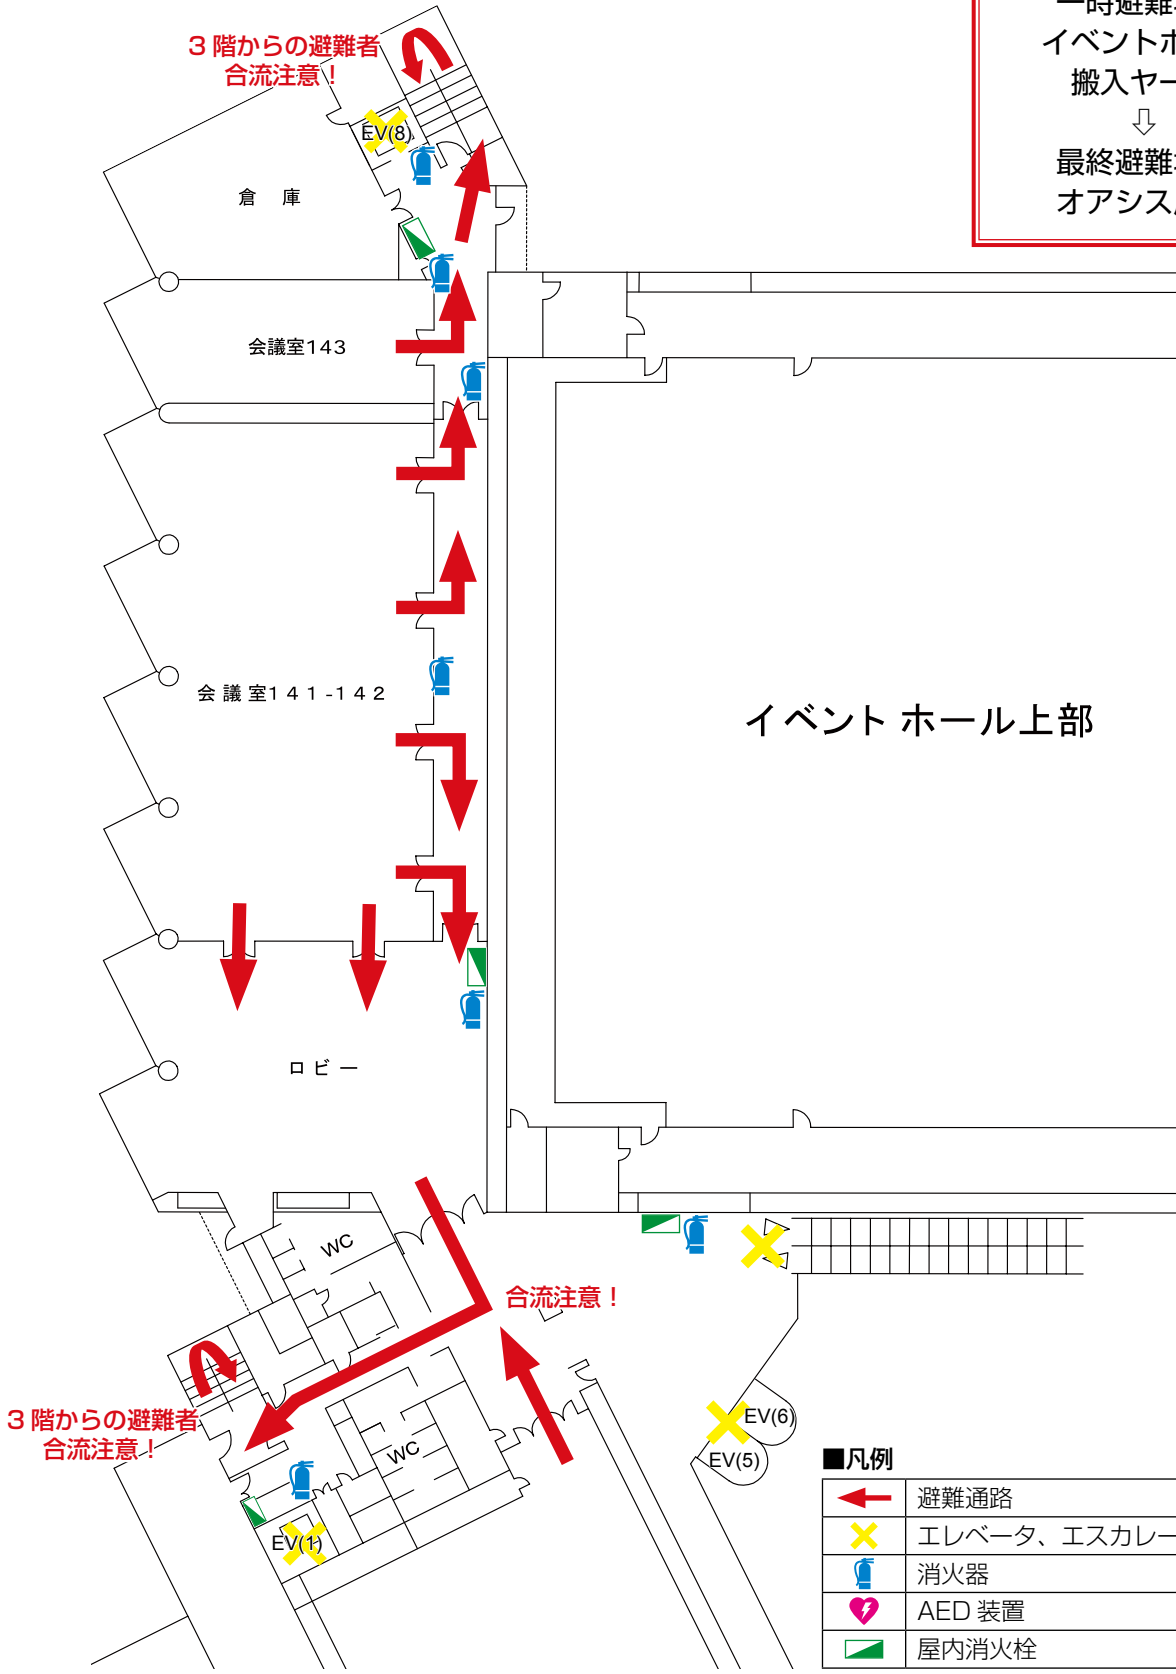 一時避難
イベントホ
搬入ヤー
⇩
最終避難
オアシス
3 階からの避難者
合流注意！
EV(8)
倉 庫
会議室143
会 議 室1 4 1 -1 4 2
イベント ホール上部
ロ ビ ー
WC
合流注意！
3 階からの避難者
合流注意！
WC
EV(6)
EV(5)
EV(1)
■凡例
避難通路
エレベータ、エスカレー
消火器
AED 装置
屋内消火栓